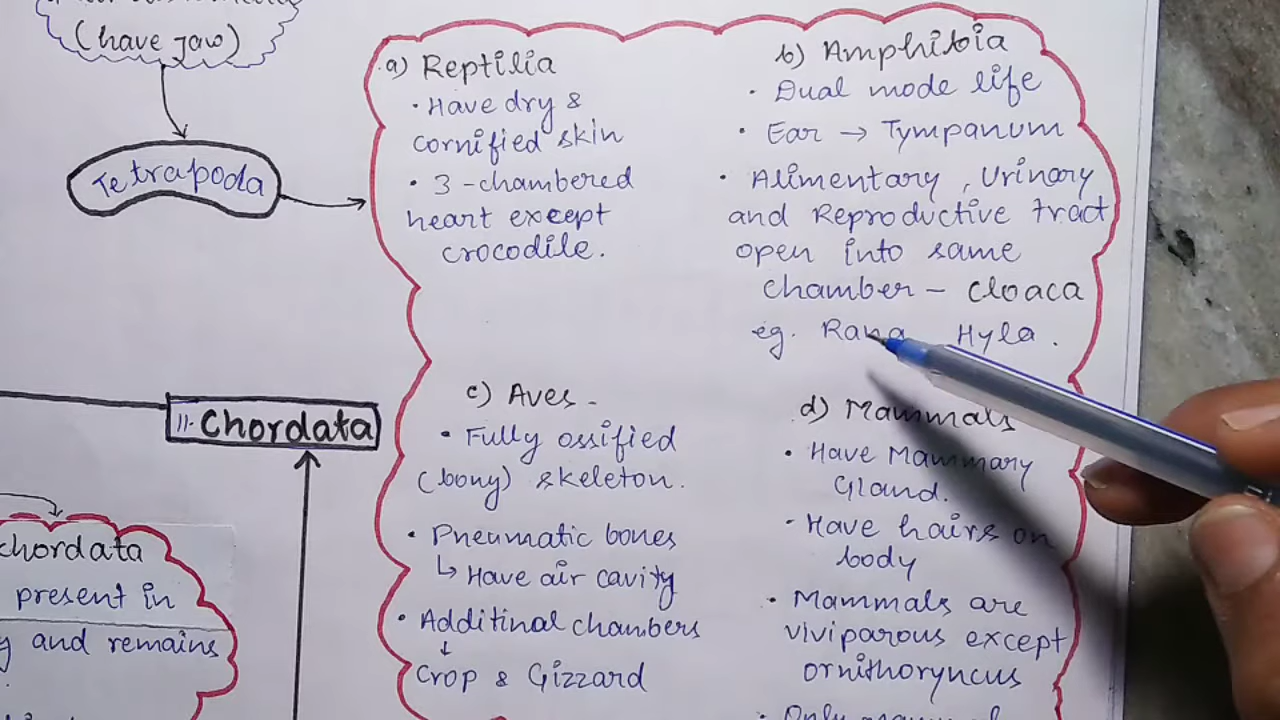 (have jaw)
Tetrapoda
a) Reptilia
• Have dry &
cornified skin
• 3-chambered
heart except
crocodile.
b) Amphibia
• Dual mode life
• Ear → Tympanum
• Alimentary, Urinary
and Reproductive tract
open into same
chamber - Cloaca
eg. Rana Hyla.
11. Chordata
c) Aves -
• Fully ossified
(bony) skeleton.
• Pneumatic bones
↳ Have air cavity
• Additinal chambers
↓
Crop & Gizzard
d) Mammals
• Have Mammary
Gland.
• Have hairs on
body
• Mammals are
viviparous except
ornithoryncus
• Only
chordata
present in
and remains